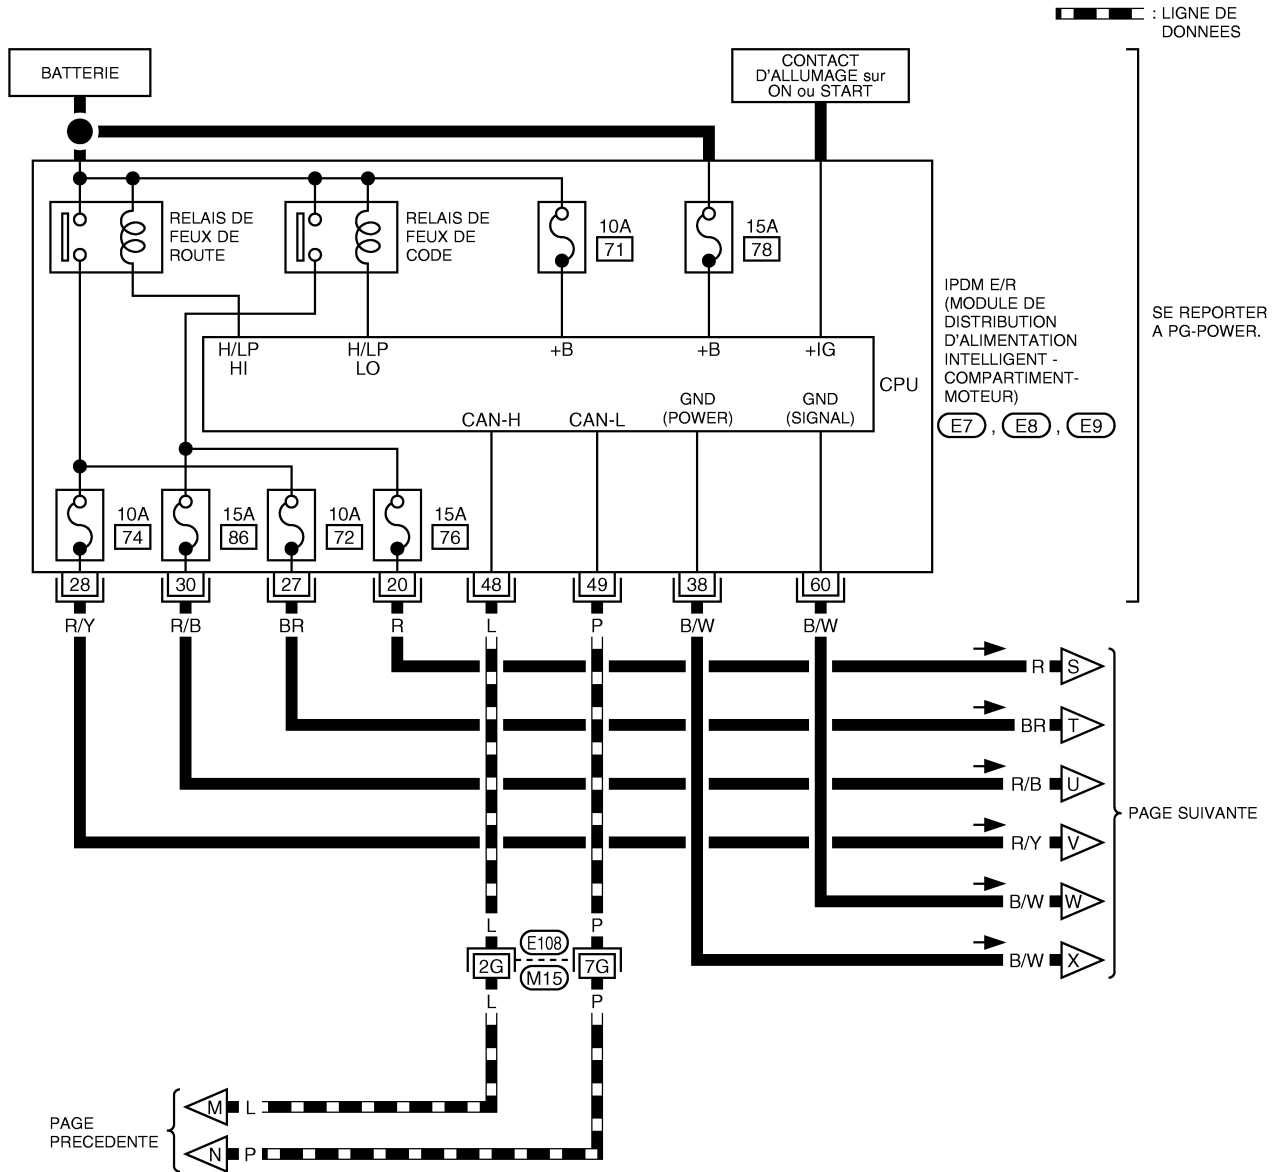 : LIGNE DE
DONNEES
BATTERIE
CONTACT
D'ALLUMAGE sur
ON ou START
RELAIS DE
FEUX DE
ROUTE
RELAIS DE
FEUX DE
CODE
10A
71
15A
78
IPDM E/R
(MODULE DE
DISTRIBUTION
D'ALIMENTATION
INTELLIGENT -
COMPARTIMENT-
MOTEUR)
E7 , E8 , E9
SE REPORTER
A PG-POWER.
H/LP
HI
H/LP
LO
+B
+B
+IG
CPU
CAN-H
CAN-L
GND
(POWER)
GND
(SIGNAL)
10A
74
15A
86
10A
72
15A
76
28 30 27 20 48 49 38 60
R/Y R/B BR R L P B/W B/W
R S
BR T
R/B U
R/Y V
B/W W
B/W X
PAGE SUIVANTE
L P
E108
2G 7G
M15
L P
M L
N P
PAGE
PRECEDENTE